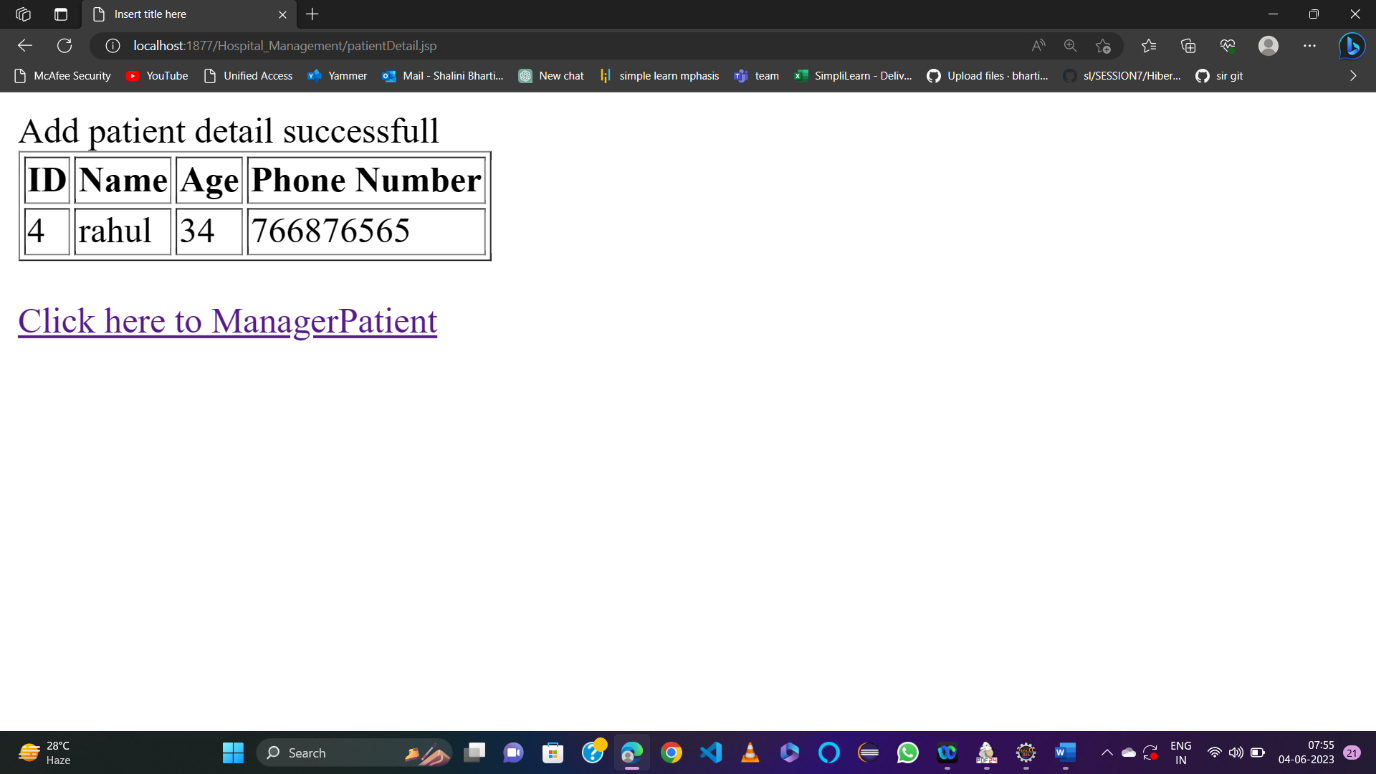 Insert title here
localhost:1877/Hospital_Management/patientDetail.jsp
McAfee Security YouTube Unified Access Yammer Mail - Shalini Bharti... New chat simple learn mphasis team SimpliLearn - Deliv... Upload files · bharti... sl/SESSION7/Hiber... sir git
Add patient detail successfull
ID Name Age Phone Number
4 rahul 34 766876565
Click here to ManagerPatient
28°C
Haze
Search
ENG
IN
07:55
04-06-2023
21